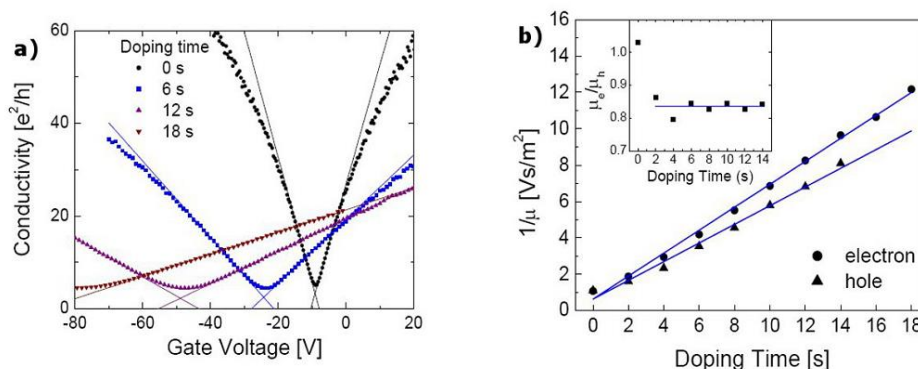 a)
Doping time
0 s
6 s
12 s
18 s
60
40
20
0
Conductivity [e²/h]
-80 -60 -40 -20 0 20
Gate Voltage [V]
b)
16
14
12
10
8
6
4
2
0
1/μ [Vs/m²]
1.0
0.9
0.8
0.7
μe/μh
0 2 4 6 8 10 12 14
Doping Time (s)
electron
hole
0 2 4 6 8 10 12 14 16 18
Doping Time [s]